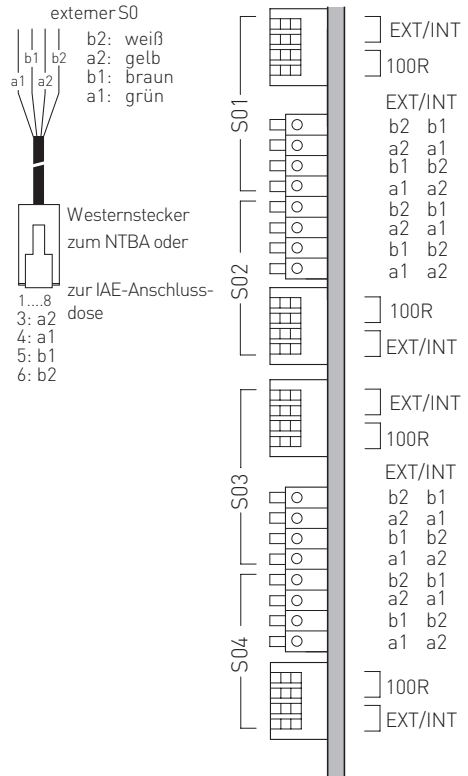 externer S0
b1 b2
a1 a2
b2: weiß
a2: gelb
b1: braun
a1: grün
Westernstecker
zum NTBA oder
zur IAE-Anschluss-
dose
1....8
3: a2
4: a1
5: b1
6: b2
S01
EXT/INT
100R
EXT/INT
b2 b1
a2 a1
b1 b2
a1 a2
S02
b2 b1
a2 a1
b1 b2
a1 a2
100R
EXT/INT
S03
EXT/INT
100R
EXT/INT
b2 b1
a2 a1
b1 b2
a1 a2
S04
b2 b1
a2 a1
b1 b2
a1 a2
100R
EXT/INT